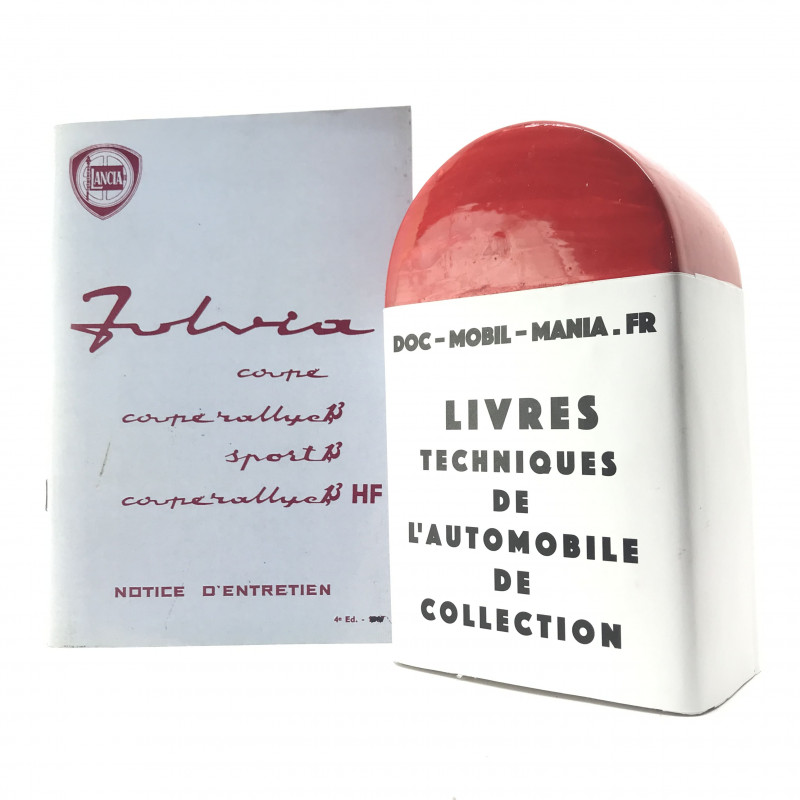 LANCIA
Fulvia
coupé
coupé rallye 1,3
sport 1,3
coupé rallye 1,3 HF
NOTICE D'ENTRETIEN
4e Ed. -
DOC-MOBIL-MANIA.FR
LIVRES
TECHNIQUES
DE
L'AUTOMOBILE
DE
COLLECTION